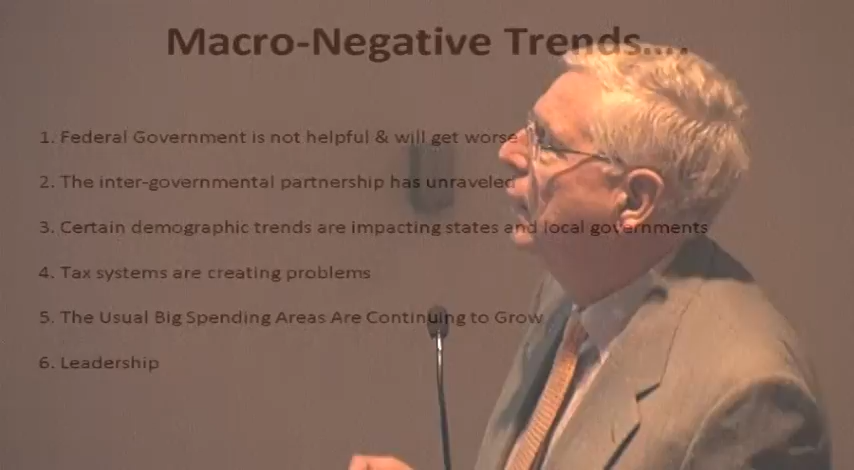 Macro-Negative Trends....
1. Federal Government is not helpful & will get worse
2. The inter-governmental partnership has unraveled
3. Certain demographic trends are impacting states and local governments
4. Tax systems are creating problems
5. The Usual Big Spending Areas Are Continuing to Grow
6. Leadership